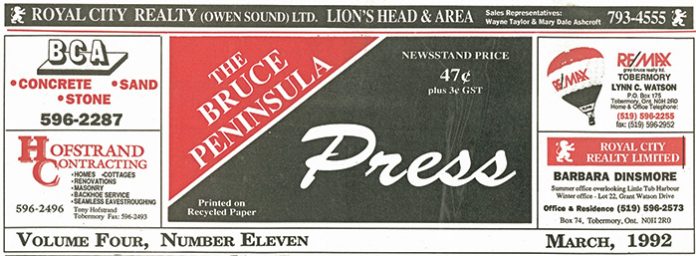 ROYAL CITY REALTY (OWEN SOUND) LTD. LION'S HEAD & AREA
Sales Representatives:
Wayne Taylor & Mary Dale Ashcroft
793-4555
BCA
•CONCRETE •SAND
•STONE
596-2287
HOFSTRAND
CONTRACTING
•HOMES •COTTAGES
•RENOVATIONS
•MASONRY
•BACKHOE SERVICE
•SEAMLESS EAVESTROUGHING
596-2496
Tony Hofstrand
Tobermory Fax: 596-2493
THE
BRUCE
PENINSULA
Press
NEWSSTAND PRICE
47¢
plus 3¢ GST
Printed on
Recycled Paper
RE/MAX
RE/MAX
grey-bruce realty ltd.
TOBERMORY
LYNN C. WATSON
P.O. Box 175
Tobermory, Ont. N0H 2R0
Home & Office Telephone:
(519) 596-2255
fax: (519) 596-2952
ROYAL CITY
REALTY LIMITED
BARBARA DINSMORE
Summer office overlooking Little Tub Harbour
Winter office - Lot 22, Grant Watson Drive
Office & Residence (519) 596-2573
Box 74, Tobermory, Ont. N0H 2R0
VOLUME FOUR, NUMBER ELEVEN
MARCH, 1992